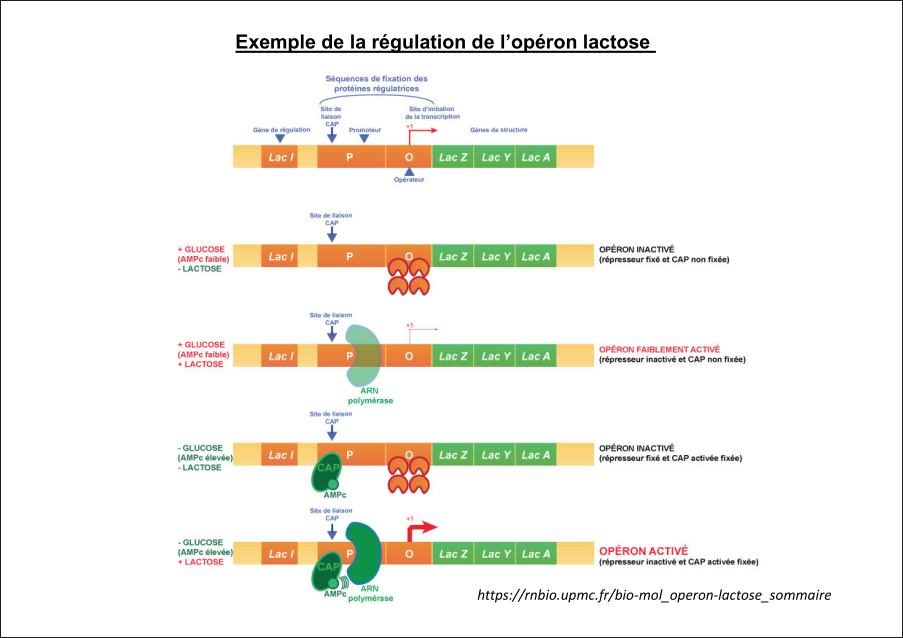 Exemple de la régulation de l'opéron lactose
Séquences de fixation des
protéines régulatrices
Site de
liaison
CAP
Site d'initiation
de la transcription
+1
Gène de régulation
Promoteur
Gènes de structure
Lac I
P
O
Lac Z
Lac Y
Lac A
Opérateur
Site de liaison
CAP
+ GLUCOSE
(AMPc faible)
- LACTOSE
Lac I
P
O
Lac Z
Lac Y
Lac A
OPÉRON INACTIVÉ
(répresseur fixé et CAP non fixée)
Site de liaison
CAP
+1
+ GLUCOSE
(AMPc faible)
+ LACTOSE
Lac I
P
O
Lac Z
Lac Y
Lac A
OPÉRON FAIBLEMENT ACTIVÉ
(répresseur inactivé et CAP non fixée)
ARN
polymérase
Site de liaison
CAP
- GLUCOSE
(AMPc élevée)
- LACTOSE
Lac I
P
O
Lac Z
Lac Y
Lac A
OPÉRON INACTIVÉ
(répresseur fixé et CAP activée fixée)
CAP
AMPc
Site de liaison
CAP
+1
- GLUCOSE
(AMPc élevée)
+ LACTOSE
Lac I
P
O
Lac Z
Lac Y
Lac A
OPÉRON ACTIVÉ
(répresseur inactivé et CAP activée fixée)
CAP
AMPc
ARN
polymérase
https://rnbio.upmc.fr/bio-mol_operon-lactose_sommaire